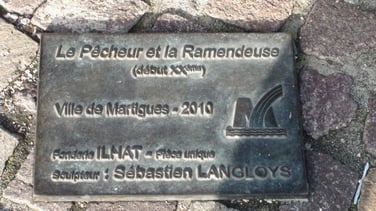 Le Pêcheur et la Ramendeuse
(début XXème)
Ville de Martigues - 2010
Fonderie ILHAT - Pièce unique
Sculpteur : Sébastien LANGLOYS